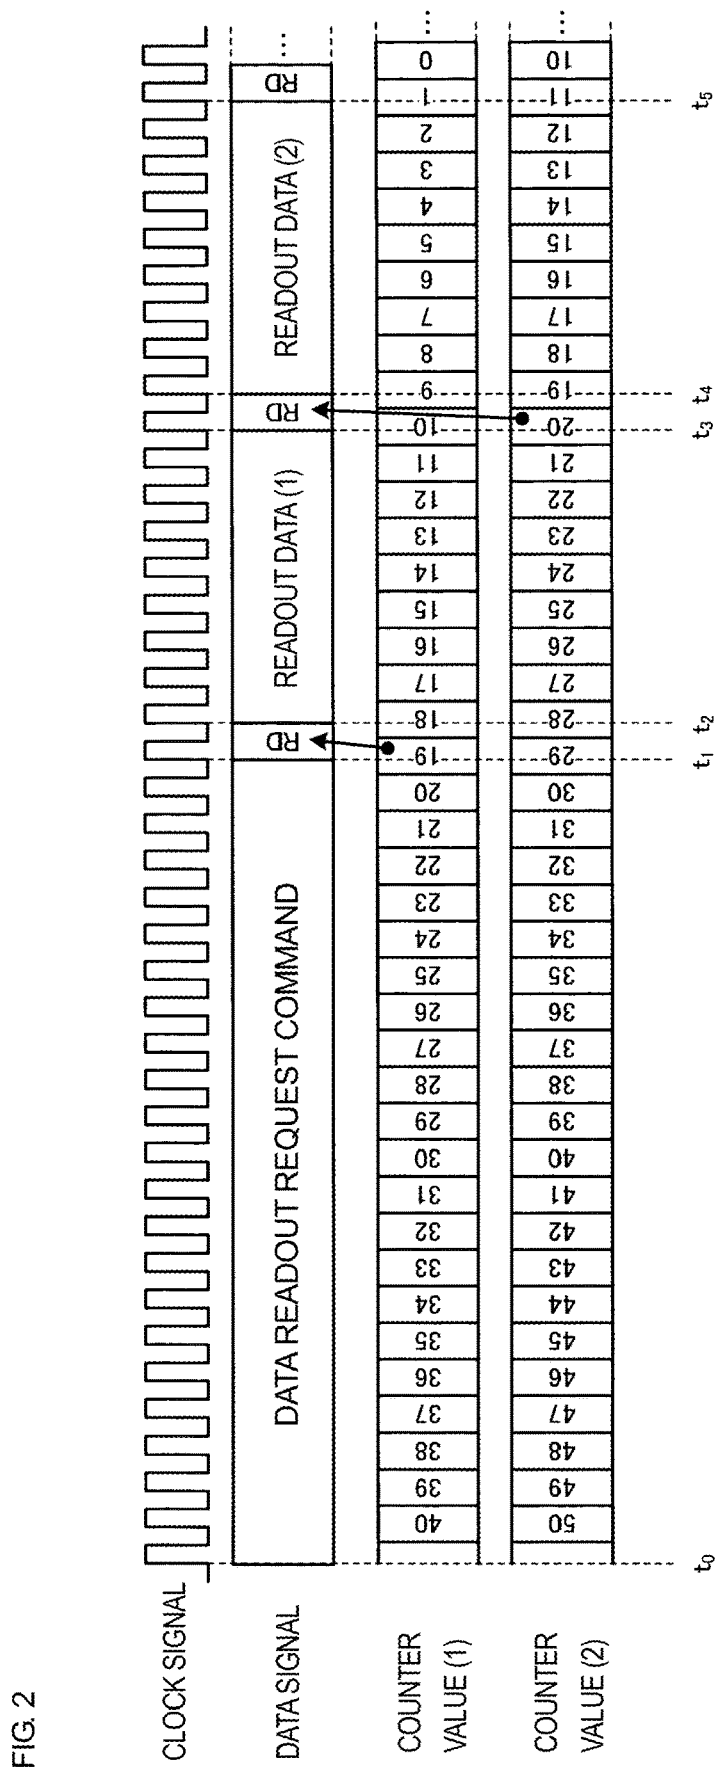 FIG. 2
CLOCK SIGNAL
DATA SIGNAL
DATA READOUT REQUEST COMMAND
RD
READOUT DATA (1)
RD
READOUT DATA (2)
RD
...
COUNTER
VALUE (1)
40 39 38 37 36 35 34 33 32 31 30 29 28 27 26 25 24 23 22 21 20 19 18 17 16 15 14 13 12 11 10 9 8 7 6 5 4 3 2 1 0 ...
COUNTER
VALUE (2)
50 49 48 47 46 45 44 43 42 41 40 39 38 37 36 35 34 33 32 31 30 29 28 27 26 25 24 23 22 21 20 19 18 17 16 15 14 13 12 11 10 ...
t0 t1 t2 t3 t4 t5